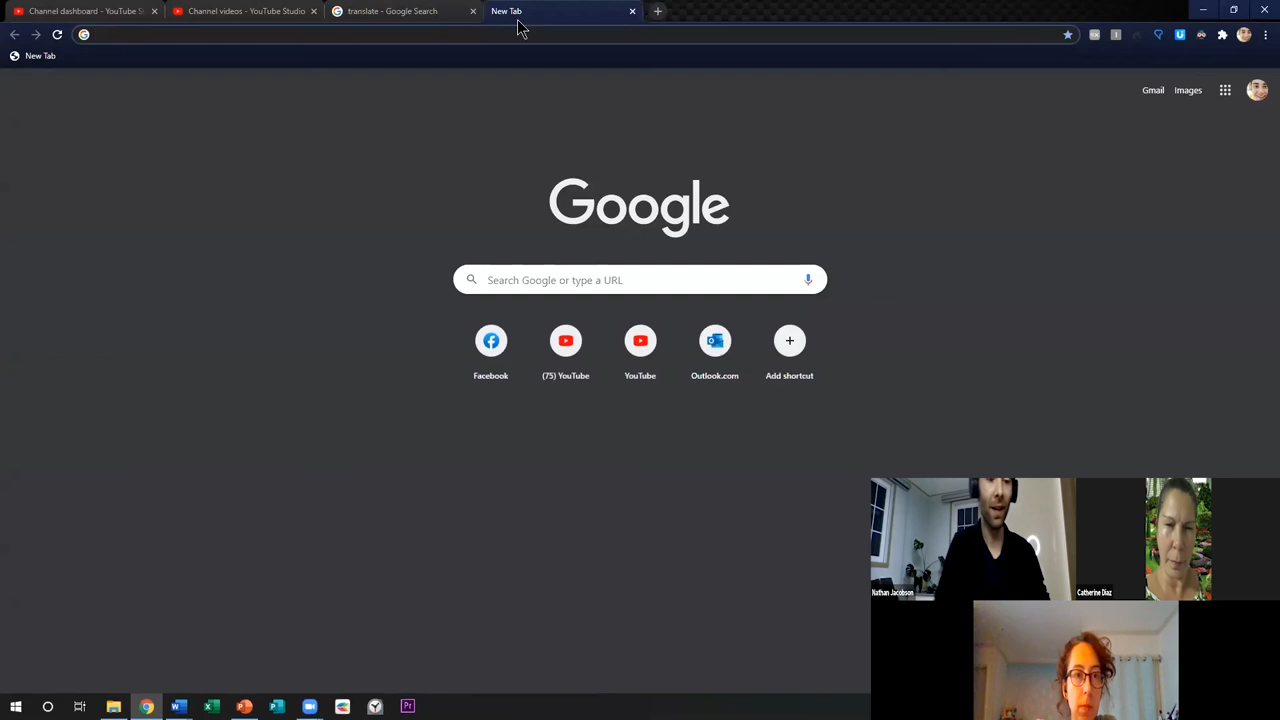 Channel dashboard - YouTube S
Channel videos - YouTube Studio
translate - Google Search
New Tab
New Tab
Gmail
Images
Google
Search Google or type a URL
Facebook
(75) YouTube
YouTube
Outlook.com
Add shortcut
Nathan Jacobson
Catherine Diaz
Pr